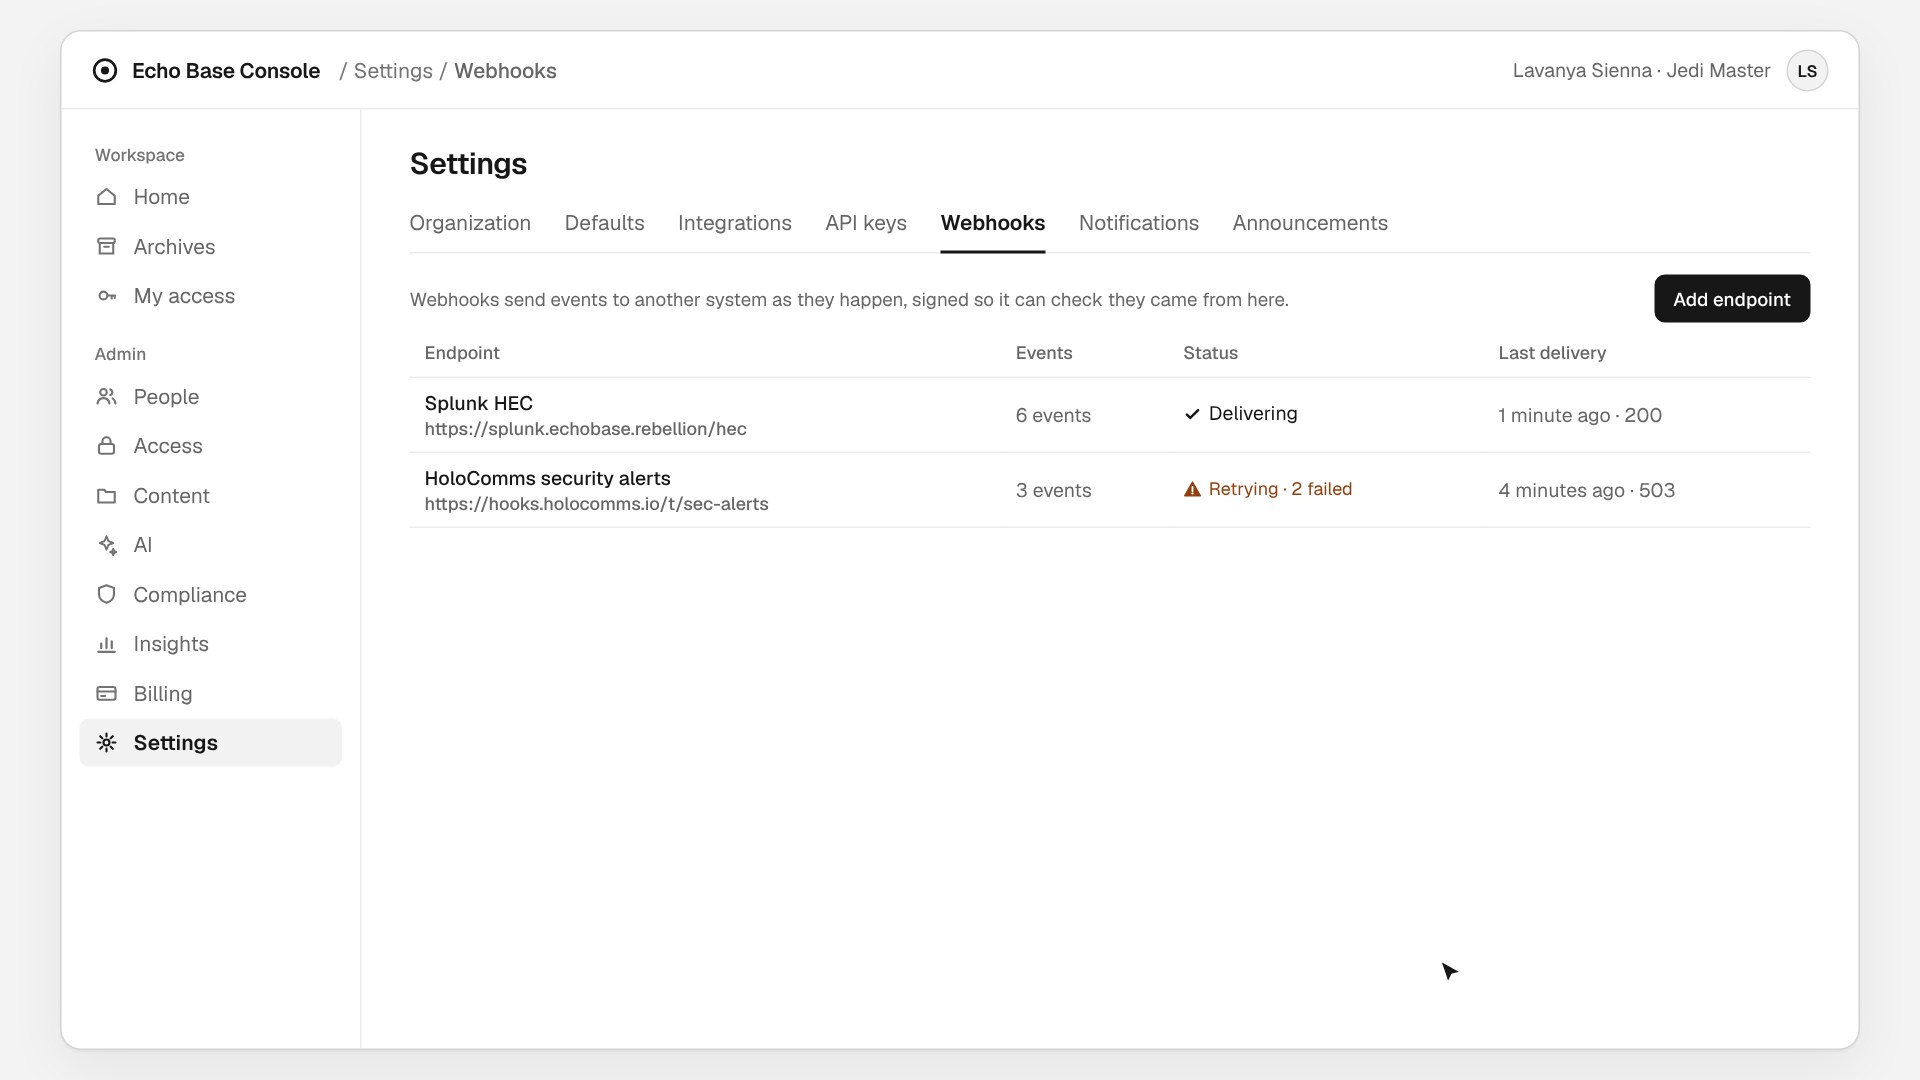 Echo Base Console / Settings / Webhooks
Lavanya Sienna · Jedi Master LS
Workspace
Home
Archives
My access
Admin
People
Access
Content
AI
Compliance
Insights
Billing
Settings
Settings
Organization Defaults Integrations API keys Webhooks Notifications Announcements
Webhooks send events to another system as they happen, signed so it can check they came from here.
Add endpoint
Endpoint Events Status Last delivery
Splunk HEC
https://splunk.echobase.rebellion/hec
6 events Delivering 1 minute ago · 200
HoloComms security alerts
https://hooks.holocomms.io/t/sec-alerts
3 events Retrying · 2 failed 4 minutes ago · 503